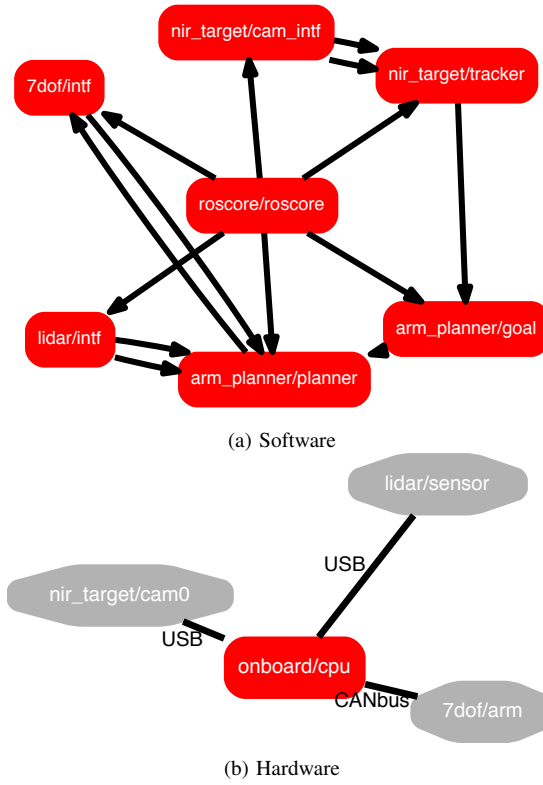 nir_target/cam_intf
nir_target/tracker
7dof/intf
roscore/roscore
lidar/intf
arm_planner/goal
arm_planner/planner
(a) Software
lidar/sensor
USB
nir_target/cam0
USB
onboard/cpu
CANbus
7dof/arm
(b) Hardware